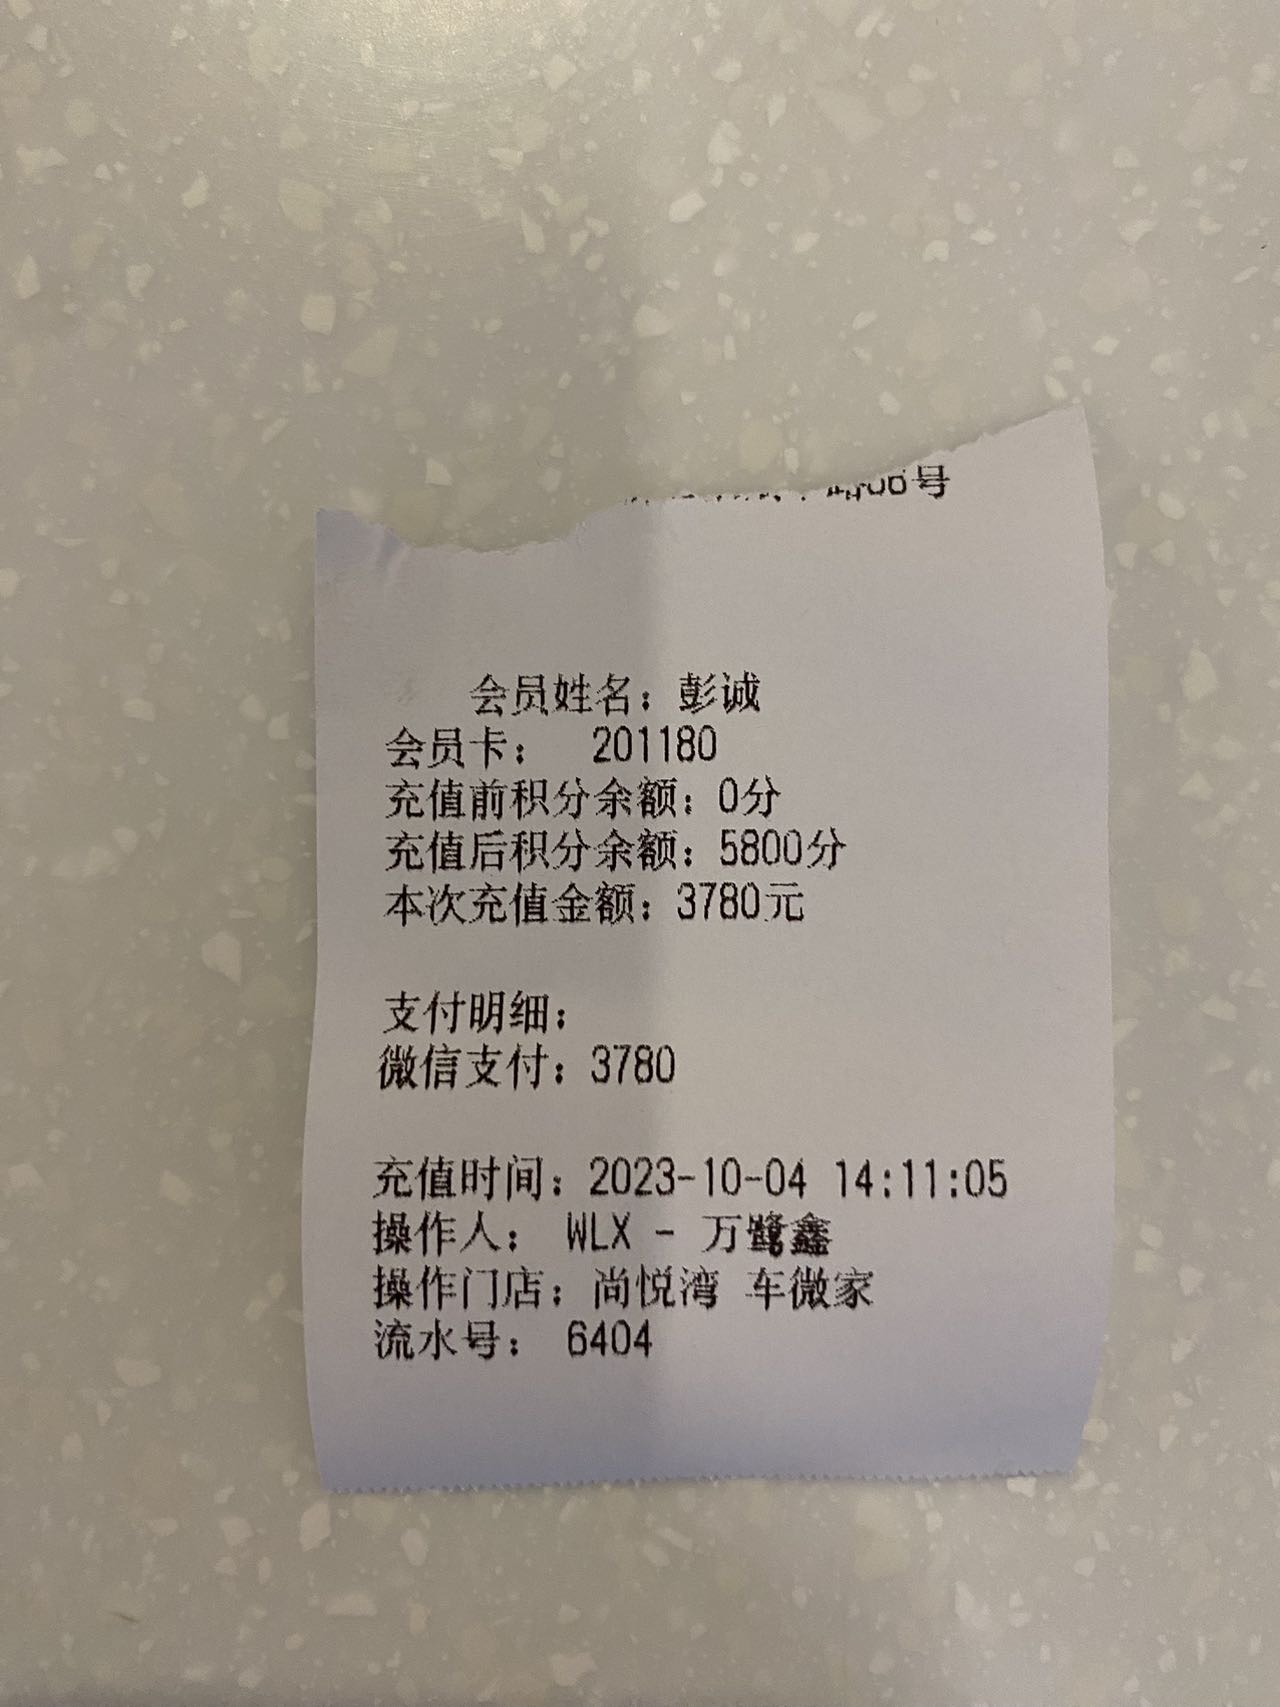 号
会员姓名：彭诚
会员卡： 201180
充值前积分余额：0分
充值后积分余额：5800分
本次充值金额：3780元
支付明细：
微信支付：3780
充值时间：2023-10-04 14:11:05
操作人： WLX - 万鹭鑫
操作门店：尚悦湾 车微家
流水号： 6404